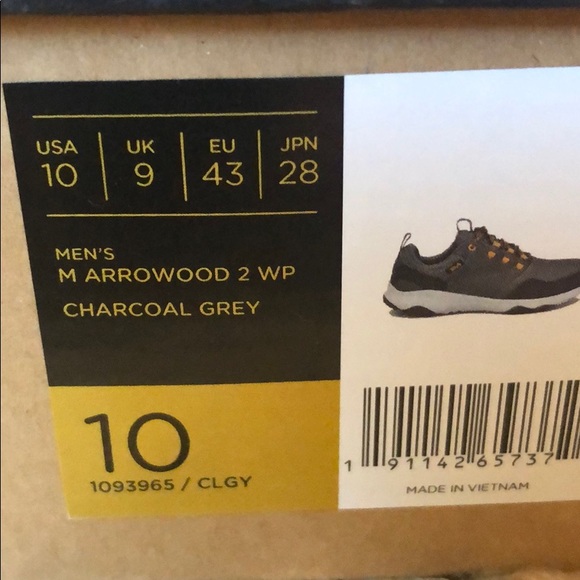 USA UK EU JPN
10 9 43 28
MEN'S
M ARROWOOD 2 WP
CHARCOAL GREY
10
1093965 / CLGY
1 91142 65737
MADE IN VIETNAM